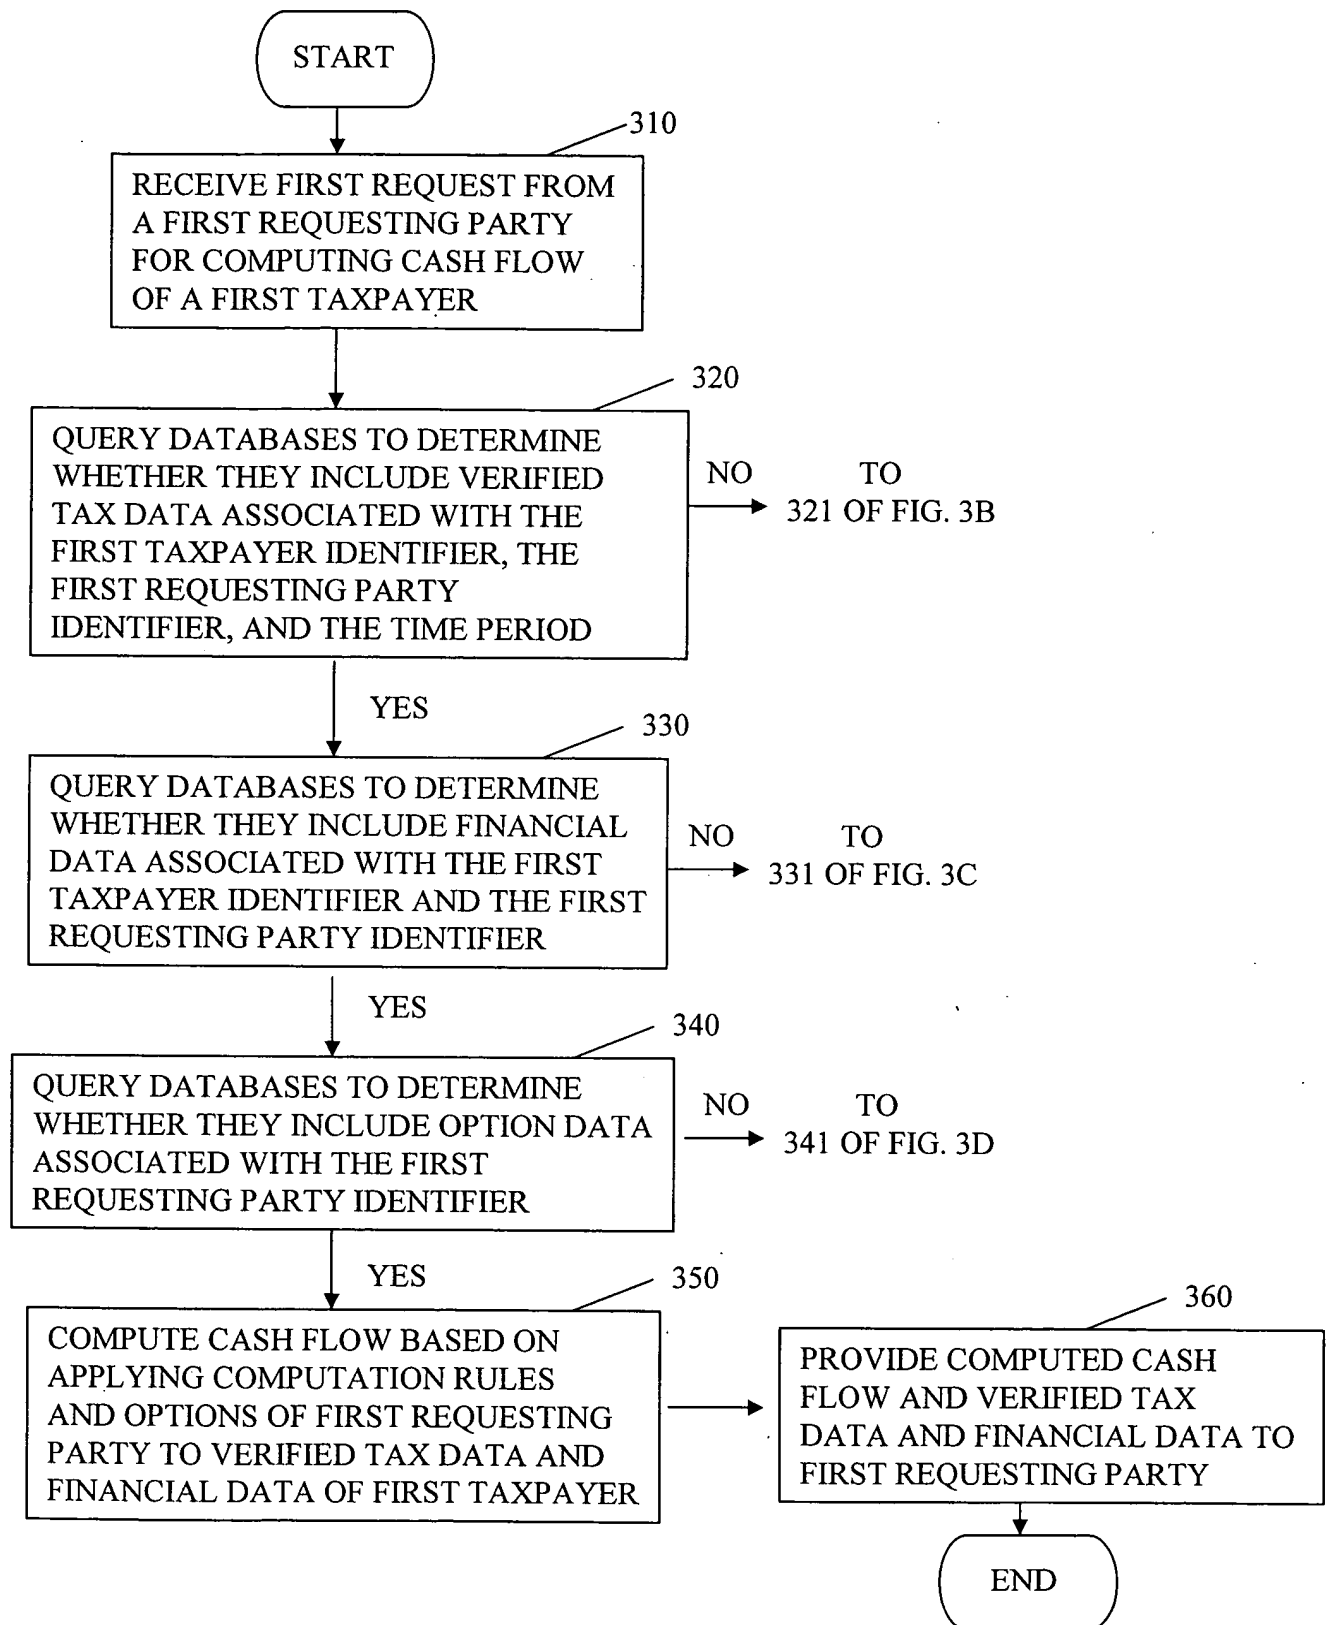 START
310
RECEIVE FIRST REQUEST FROM
A FIRST REQUESTING PARTY
FOR COMPUTING CASH FLOW
OF A FIRST TAXPAYER
320
QUERY DATABASES TO DETERMINE
WHETHER THEY INCLUDE VERIFIED
TAX DATA ASSOCIATED WITH THE
FIRST TAXPAYER IDENTIFIER, THE
FIRST REQUESTING PARTY
IDENTIFIER, AND THE TIME PERIOD
NO TO
321 OF FIG. 3B
YES
330
QUERY DATABASES TO DETERMINE
WHETHER THEY INCLUDE FINANCIAL
DATA ASSOCIATED WITH THE FIRST
TAXPAYER IDENTIFIER AND THE FIRST
REQUESTING PARTY IDENTIFIER
NO TO
331 OF FIG. 3C
YES
340
QUERY DATABASES TO DETERMINE
WHETHER THEY INCLUDE OPTION DATA
ASSOCIATED WITH THE FIRST
REQUESTING PARTY IDENTIFIER
NO TO
341 OF FIG. 3D
YES
350
COMPUTE CASH FLOW BASED ON
APPLYING COMPUTATION RULES
AND OPTIONS OF FIRST REQUESTING
PARTY TO VERIFIED TAX DATA AND
FINANCIAL DATA OF FIRST TAXPAYER
360
PROVIDE COMPUTED CASH
FLOW AND VERIFIED TAX
DATA AND FINANCIAL DATA TO
FIRST REQUESTING PARTY
END